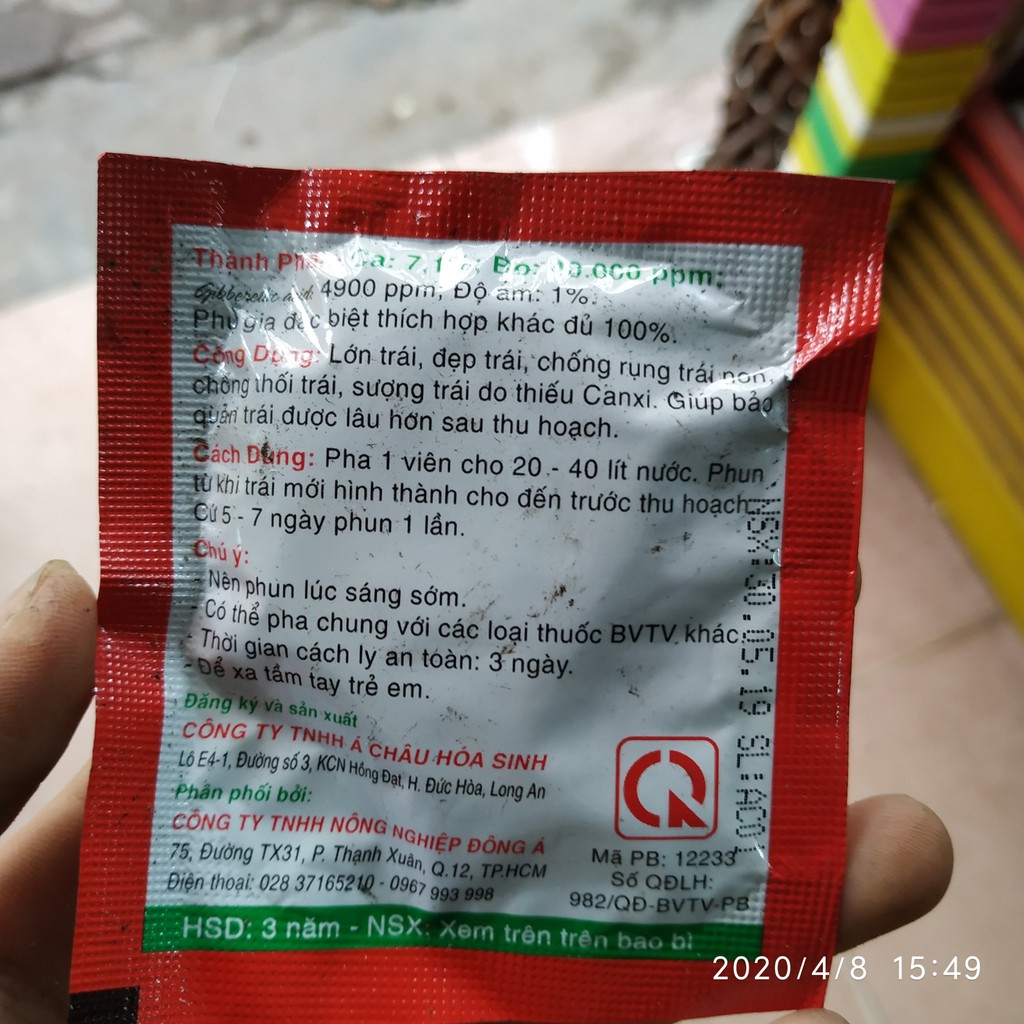 Thành Ca: Bo: ppm;
Gibberellic acid: 4900 ppm; Độ ẩm: 1%.
Phụ gia đặc biệt thích hợp khác đủ 100%.
Công Dụng: Lớn trái, đẹp trái, chống rụng trái non,
chống thối trái, sượng trái do thiếu Canxi. Giúp bảo
quản trái được lâu hơn sau thu hoạch.
Cách Dùng: Pha 1 viên cho 20 - 40 lít nước. Phun
từ khi trái mới hình thành cho đến trước thu hoạch.
Cứ 5 - 7 ngày phun 1 lần.
Chú ý:
- Nên phun lúc sáng sớm.
- Có thể pha chung với các loại thuốc BVTV khác.
- Thời gian cách ly an toàn: 3 ngày.
- Để xa tầm tay trẻ em.
Đăng ký và sản xuất
CÔNG TY TNHH Á CHÂU HÓA SINH
Lô E4-1, Đường số 3, KCN Hồng Đạt, H. Đức Hòa, Long An
Phân phối bởi:
CÔNG TY TNHH NÔNG NGHIỆP ĐÔNG Á
75, Đường TX31, P. Thạnh Xuân, Q.12, TP.HCM
Điện thoại: 028 37165210 - 0967 993 998
Mã PB: 12233
Số QĐLH:
982/QĐ-BVTV-PB
HSD: 3 năm - NSX: Xem trên trên bao bì
NSX:30.05.19 SL:
2020/4/8 15:49